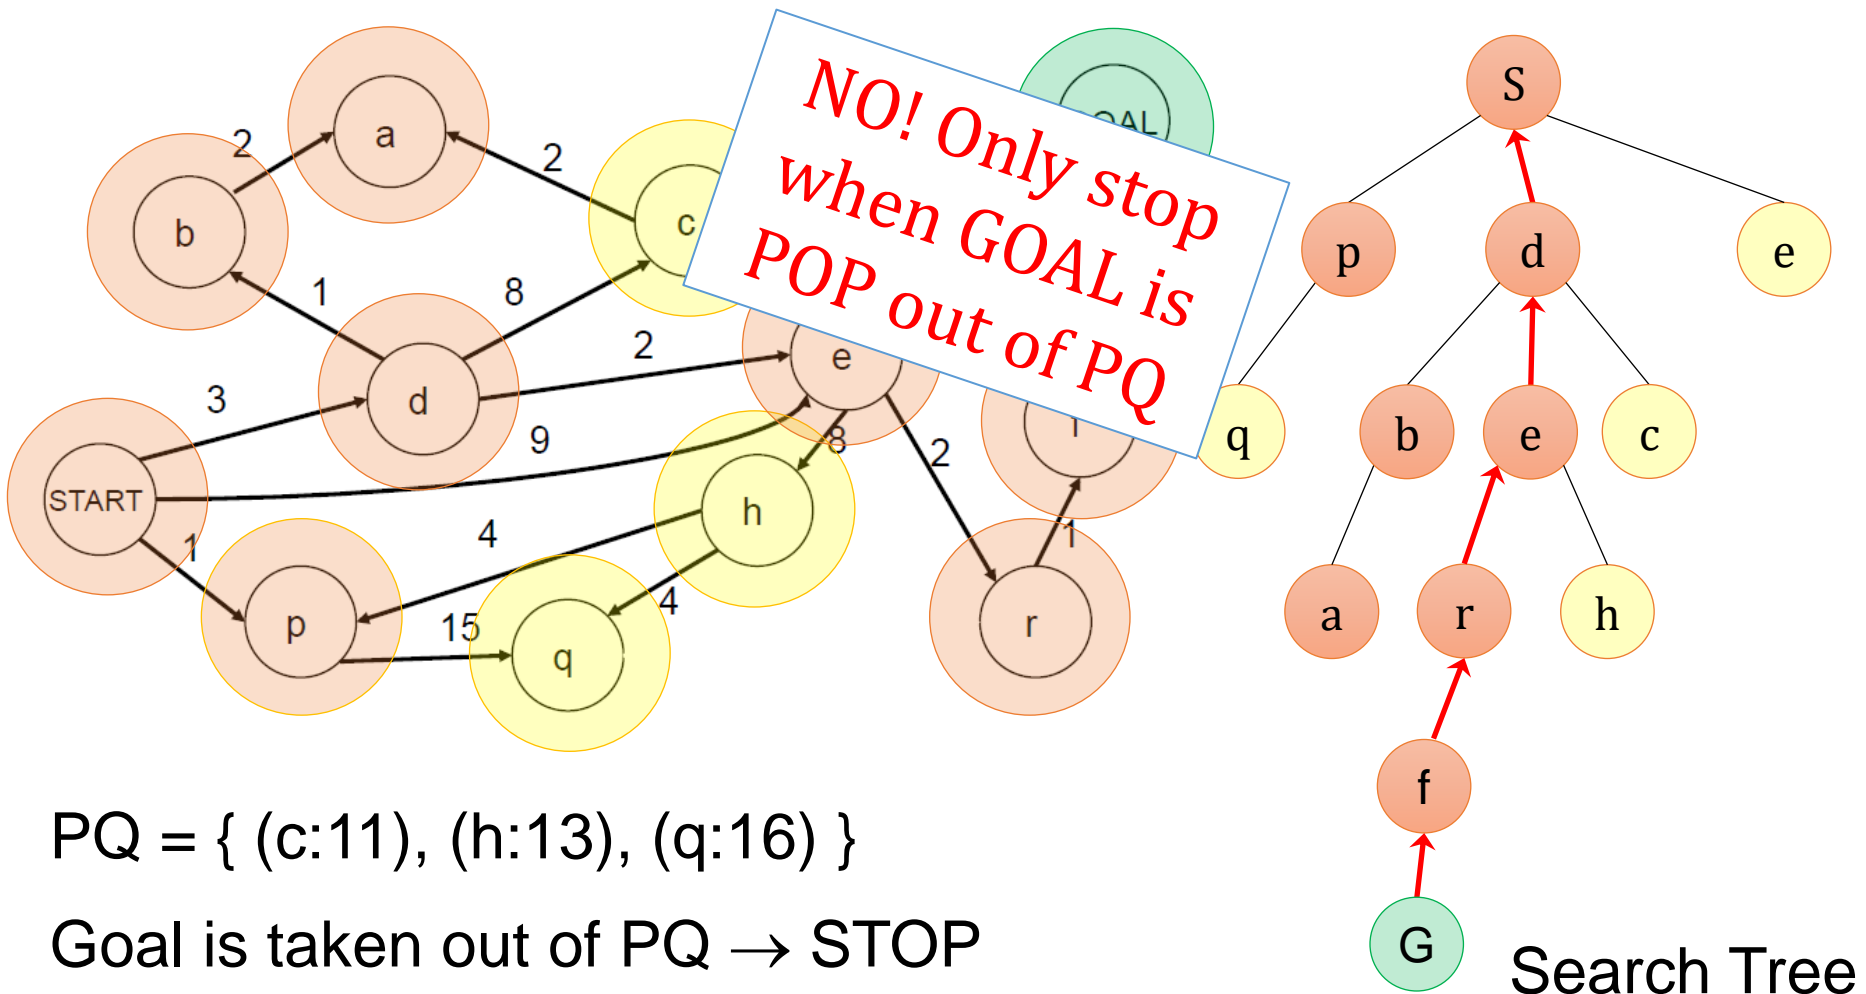 NO! Only stop
when GOAL is
POP out of PQ
S
a
2
2
b
c
p
d
e
1
8
2
e
3
d
9
8
2
q
b
e
c
START
h
1
4
1
4
a
r
h
p
15
q
r
f
PQ = { (c:11), (h:13), (q:16) }
Goal is taken out of PQ → STOP
G
Search Tree